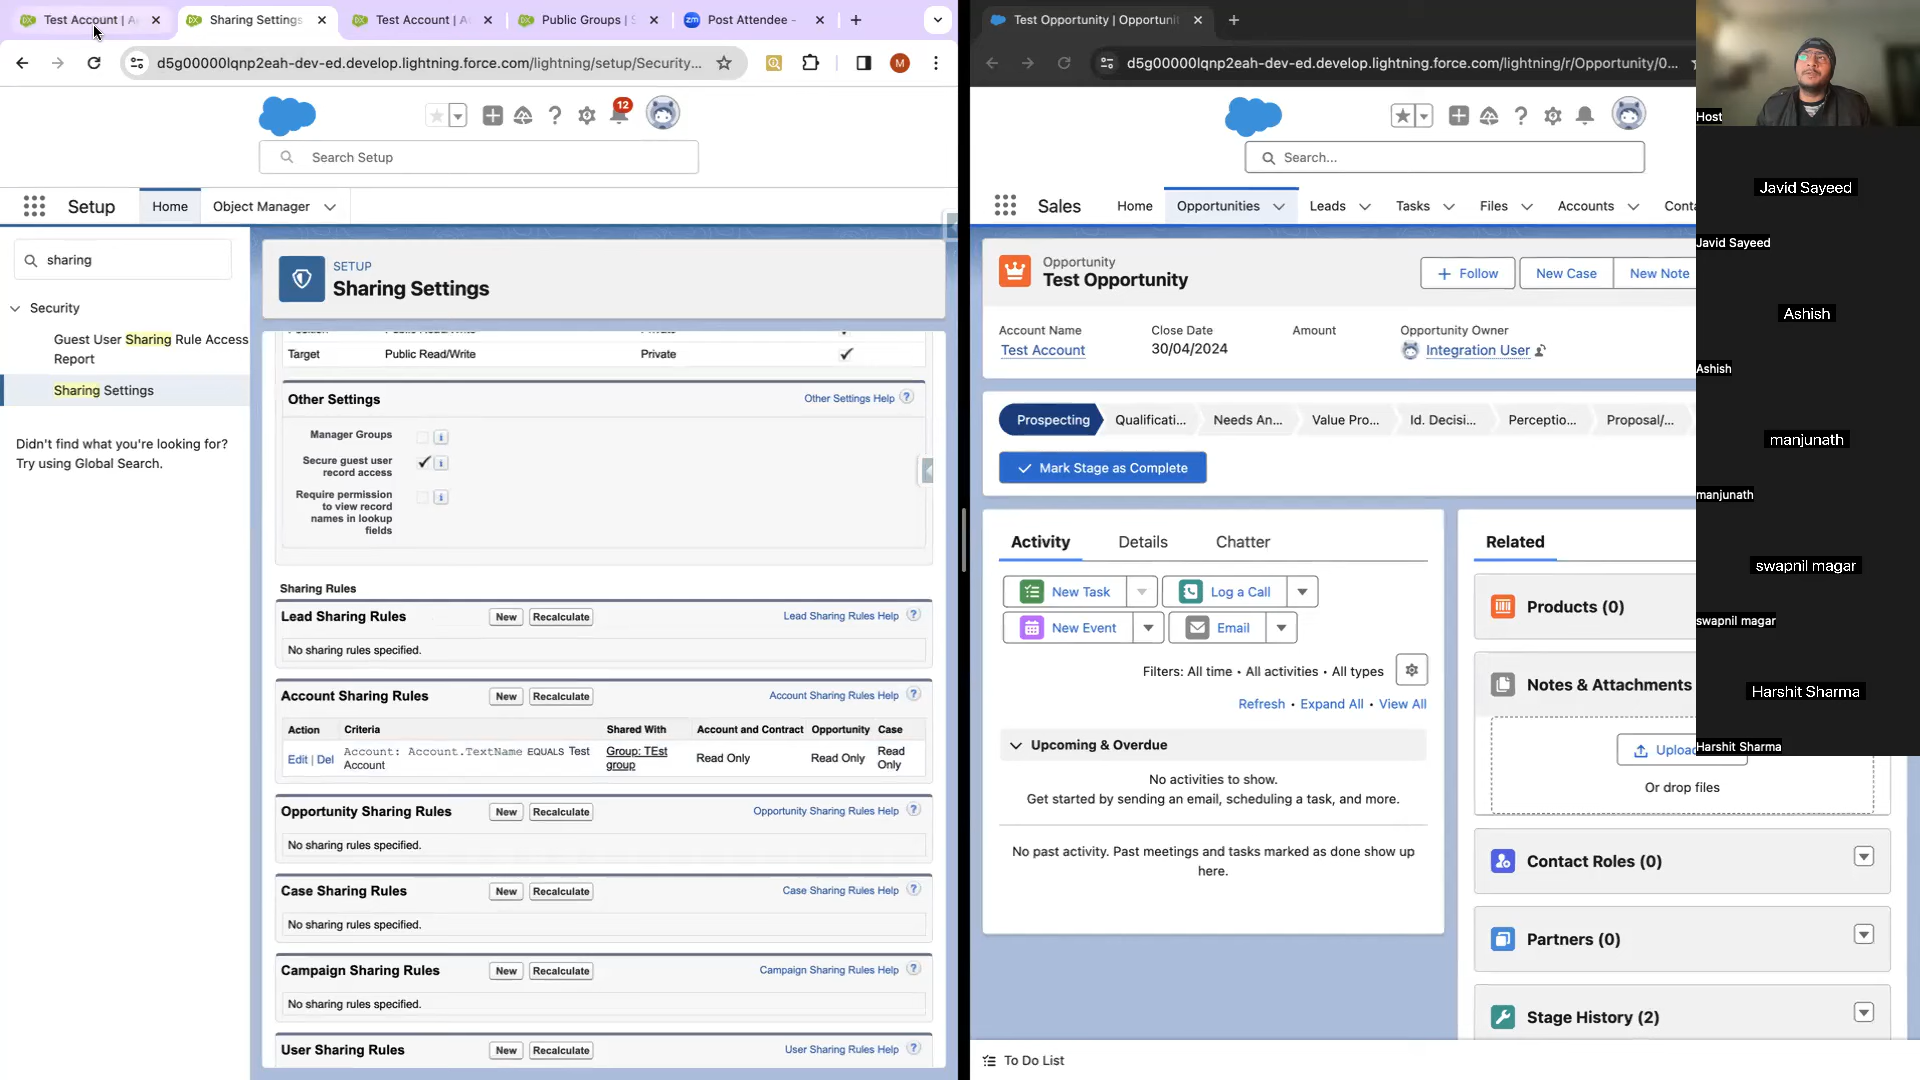 Test Account | A
Sharing Settings
Test Account | A
Public Groups | S
Post Attendee -
d5g00000lqnp2eah-dev-ed.develop.lightning.force.com/lightning/setup/Security...
M
12
Search Setup
Setup
Home
Object Manager
sharing
Security
Guest User Sharing Rule Access
Report
Sharing Settings
Didn't find what you're looking for?
Try using Global Search.
SETUP
Sharing Settings
Target Public Read/Write Private
Other Settings
Other Settings Help
Manager Groups
Secure guest user
record access
Require permission
to view record
names in lookup
fields
Sharing Rules
Lead Sharing Rules New Recalculate Lead Sharing Rules Help
No sharing rules specified.
Account Sharing Rules New Recalculate Account Sharing Rules Help
Action Criteria Shared With Account and Contract Opportunity Case
Edit | Del Account: Account.TextName EQUALS Test Account Group: TEst group Read Only Read Only Read Only
Opportunity Sharing Rules New Recalculate Opportunity Sharing Rules Help
No sharing rules specified.
Case Sharing Rules New Recalculate Case Sharing Rules Help
No sharing rules specified.
Campaign Sharing Rules New Recalculate Campaign Sharing Rules Help
No sharing rules specified.
User Sharing Rules New Recalculate User Sharing Rules Help
Test Opportunity | Opportuni
d5g00000lqnp2eah-dev-ed.develop.lightning.force.com/lightning/r/Opportunity/0...
Search...
Sales
Home
Opportunities
Leads
Tasks
Files
Accounts
Conta
Opportunity
Test Opportunity
Follow
New Case
New Note
Account Name
Test Account
Close Date
30/04/2024
Amount
Opportunity Owner
Integration User
Prospecting
Qualificati...
Needs An...
Value Pro...
Id. Decisi...
Perceptio...
Proposal/...
Mark Stage as Complete
Activity
Details
Chatter
New Task
Log a Call
New Event
Email
Filters: All time • All activities • All types
Refresh • Expand All • View All
Upcoming & Overdue
No activities to show.
Get started by sending an email, scheduling a task, and more.
No past activity. Past meetings and tasks marked as done show up
here.
Related
Products (0)
Notes & Attachments
Upload
Or drop files
Contact Roles (0)
Partners (0)
Stage History (2)
To Do List
Host
Javid Sayeed
Javid Sayeed
Ashish
Ashish
manjunath
manjunath
swapnil magar
swapnil magar
Harshit Sharma
Harshit Sharma